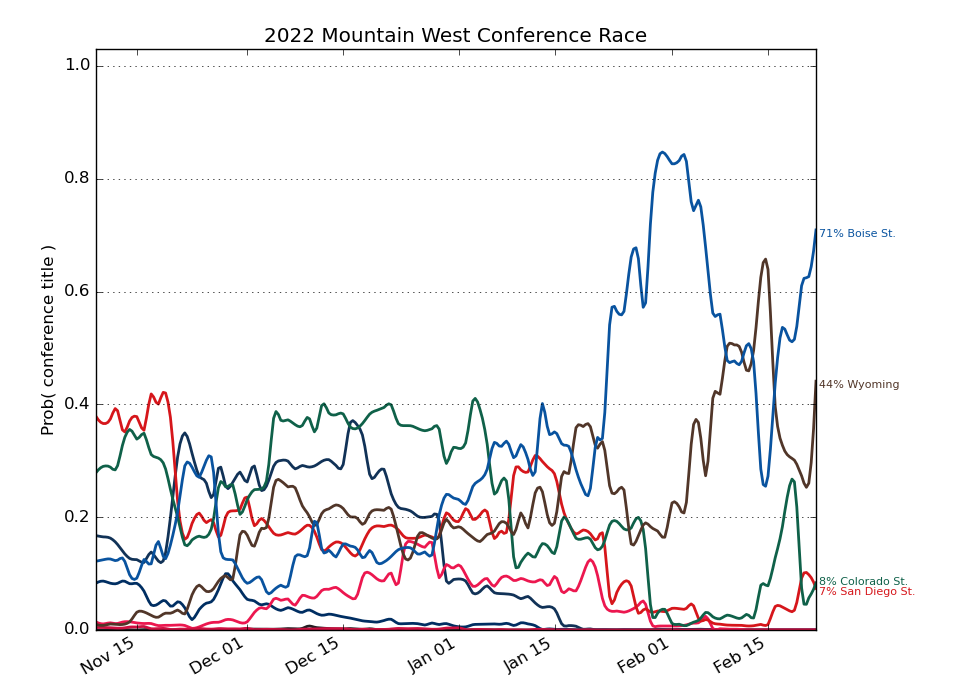 2022 Mountain West Conference Race
Prob( conference title )
1.0
0.8
0.6
0.4
0.2
0.0
71% Boise St.
44% Wyoming
8% Colorado St.
7% San Diego St.
Nov 15
Dec 01
Dec 15
Jan 01
Jan 15
Feb 01
Feb 15